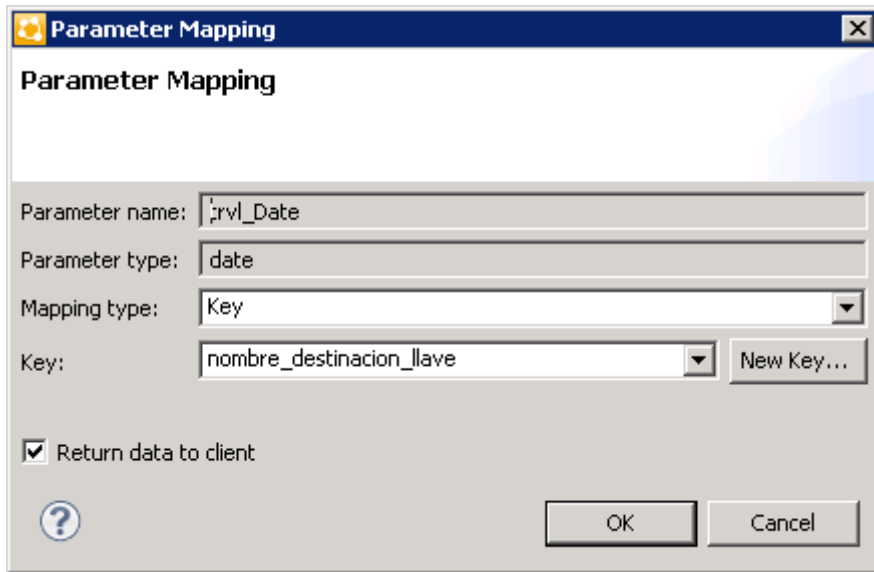 Parameter Mapping
Parameter Mapping
Parameter name: trvl_Date
Parameter type: date
Mapping type: Key
Key: nombre_destinacion_llave New Key...
Return data to client
? OK Cancel